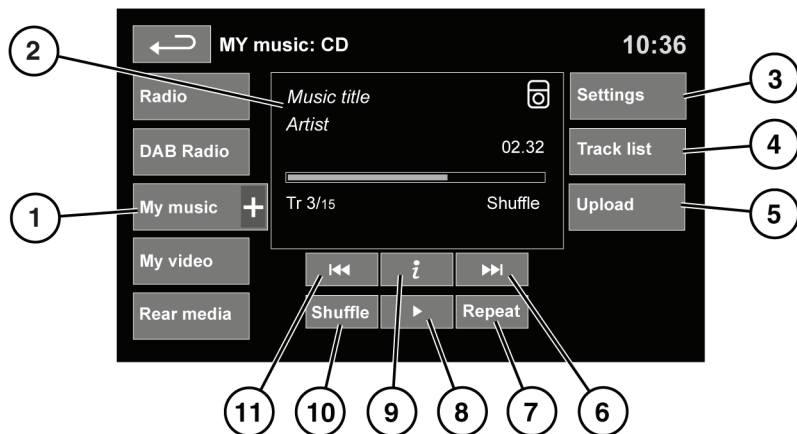 MY music: CD
10:36
2
Radio
Music title
Settings
3
Artist
DAB Radio
02.32
Track list
4
My music +
Tr 3/15
Shuffle
Upload
1
5
My video
i
Rear media
Shuffle
Repeat
11
10
9
8
7
6